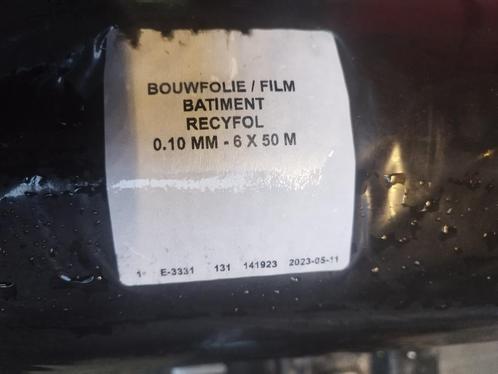 BOUWFOLIE / FILM
BATIMENT
RECYFOL
0.10 MM - 6 X 50 M
1* E-3331 131 141923 2023-05-11